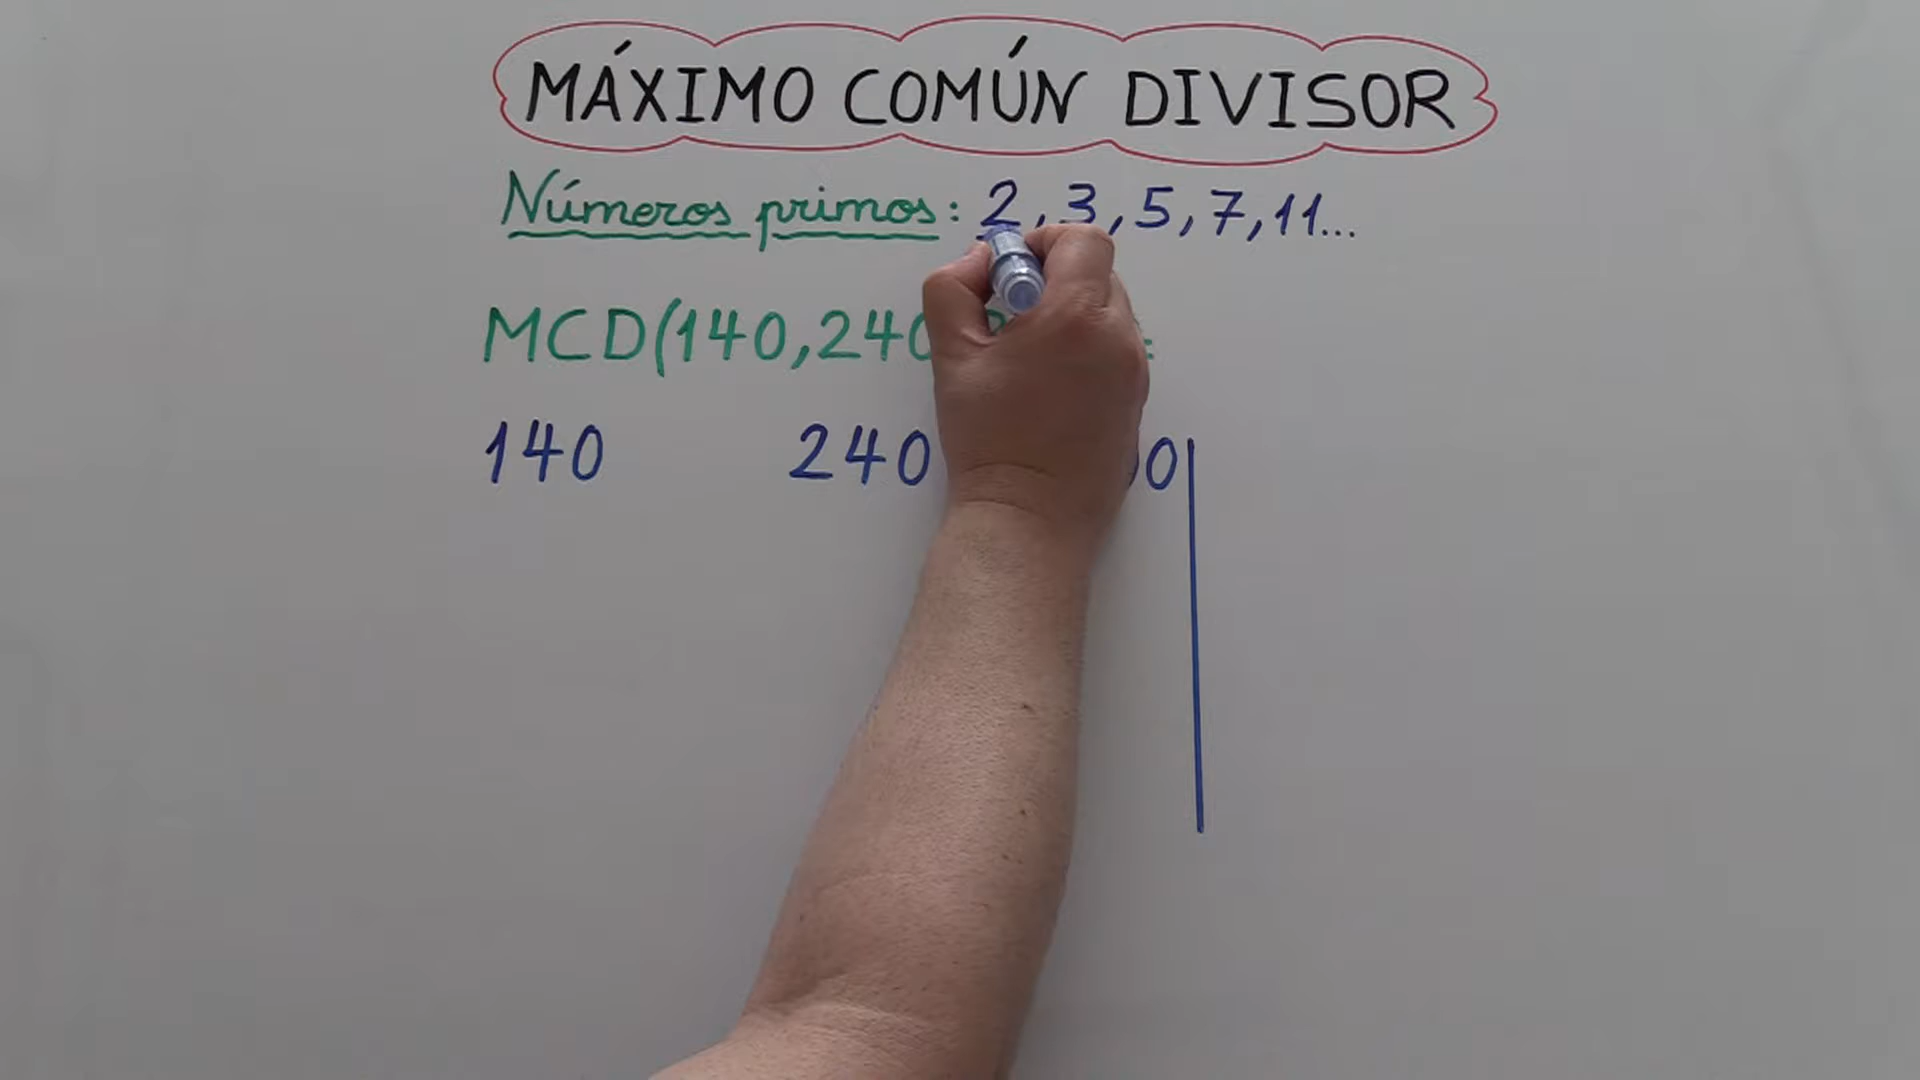 MÁXIMO COMÚN DIVISOR
Números primos: 2, 3, 5, 7, 11...
MCD(140,240
140 240